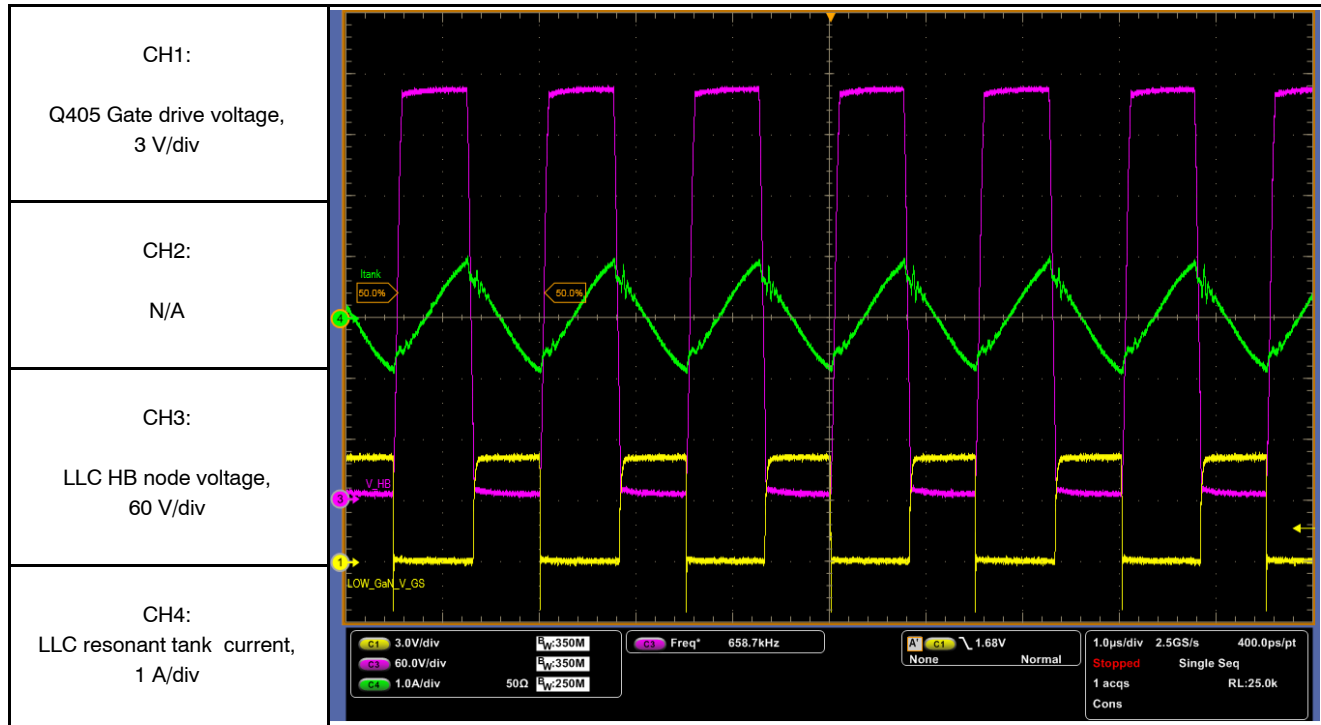 CH1:
Q405 Gate drive voltage,
3 V/div
CH2:
N/A
CH3:
LLC HB node voltage,
60 V/div
CH4:
LLC resonant tank current,
1 A/div
Itank
50.0%
50.0%
4
V_HB
3
1
LOW_GaN_V_GS
C1 3.0V/div BW:350M
C3 60.0V/div BW:350M
C4 1.0A/div 50Ω BW:250M
C3 Freq* 658.7kHz
A' C1 1.68V
None Normal
1.0µs/div 2.5GS/s 400.0ps/pt
Stopped Single Seq
1 acqs RL:25.0k
Cons